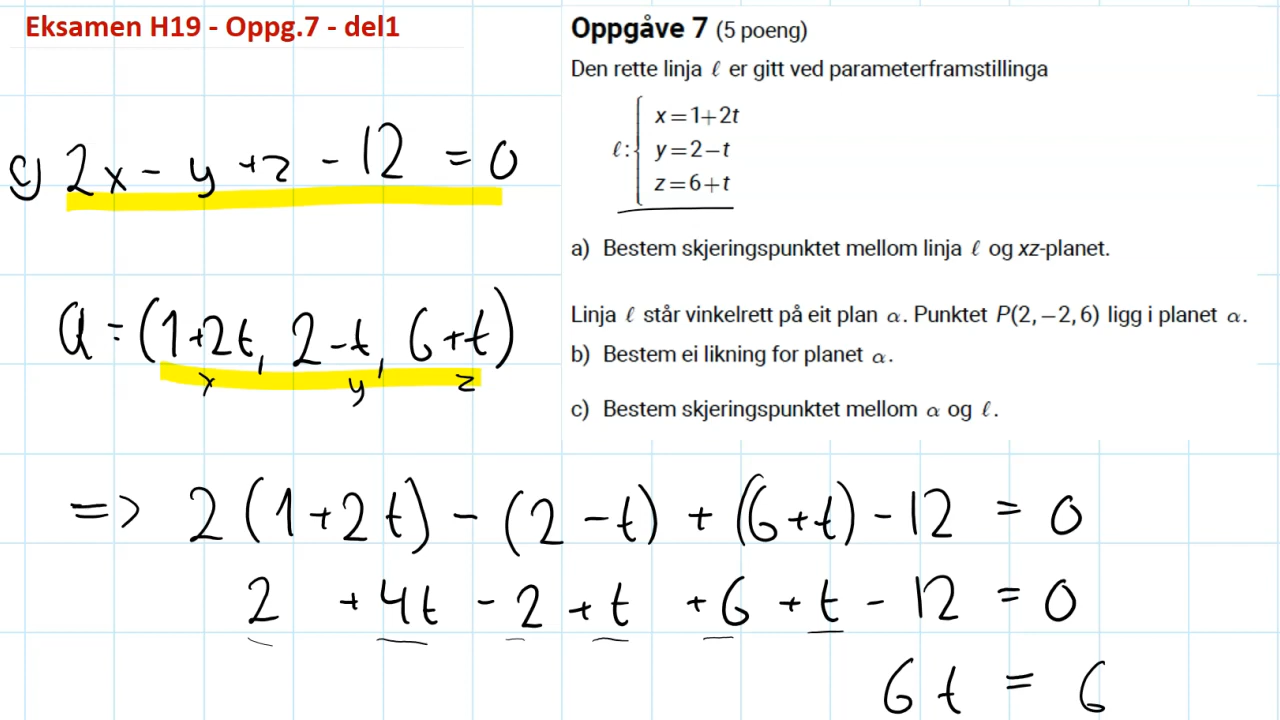 Eksamen H19 - Oppg.7 - del1
c) 2x - y + z - 12 = 0
Q = (1+2t, 2-t, 6+t)
x y z
Oppgåve 7 (5 poeng)
Den rette linja ℓ er gitt ved parameterframstillinga
x=1+2t
ℓ: y=2-t
z=6+t
a) Bestem skjeringspunktet mellom linja ℓ og xz-planet.
Linja ℓ står vinkelrett på eit plan α. Punktet P(2, -2, 6) ligg i planet α.
b) Bestem ei likning for planet α.
c) Bestem skjeringspunktet mellom α og ℓ.
=> 2(1+2t) - (2-t) + (6+t) - 12 = 0
2 + 4t - 2 + t + 6 + t - 12 = 0
6t = 6